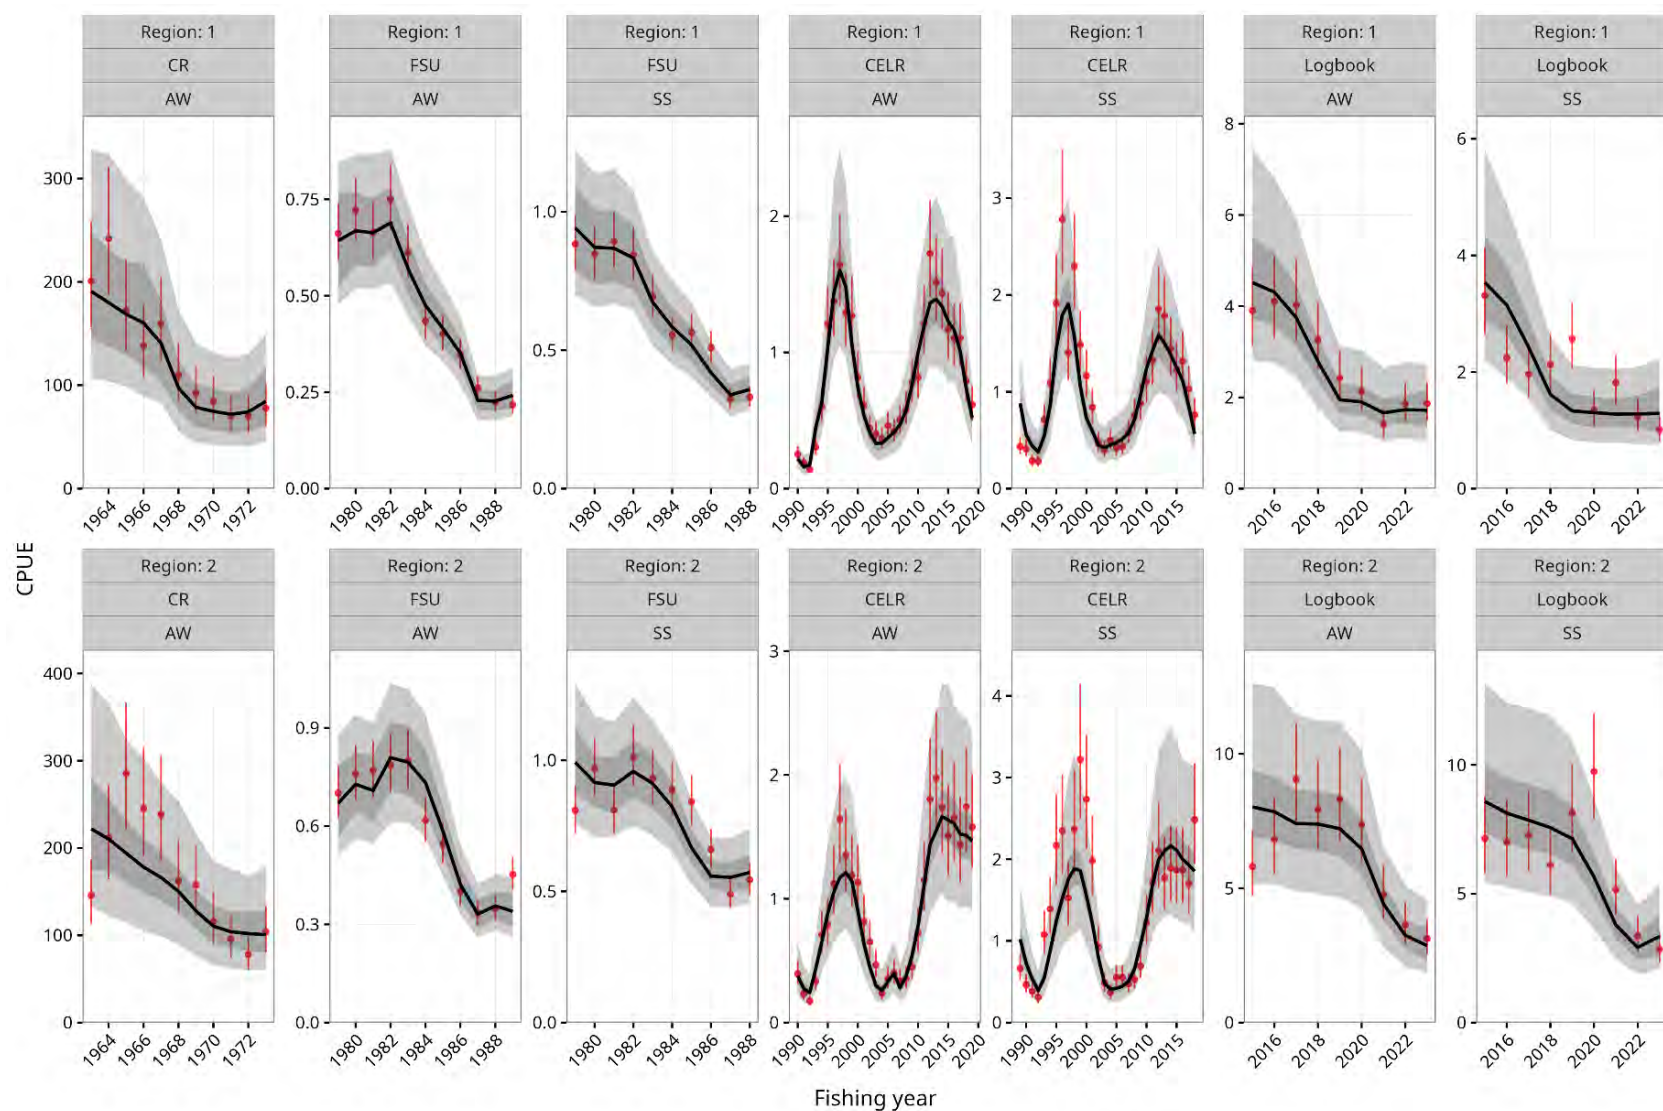 Region: 1 Region: 1 Region: 1 Region: 1 Region: 1 Region: 1 Region: 1
CR FSU FSU CELR CELR Logbook Logbook
AW AW SS AW SS AW SS
300 200 100 0
1964 1966 1968 1970 1972
0.75 0.50 0.25 0.00
1980 1982 1984 1986 1988
1.0 0.5 0.0
1980 1982 1984 1986 1988
2 1 0
1990 1995 2000 2005 2010 2015 2020
3 2 1 0
1990 1995 2000 2005 2010 2015
8 6 4 2 0
2016 2018 2020 2022
6 4 2 0
2016 2018 2020 2022
CPUE
Region: 2 Region: 2 Region: 2 Region: 2 Region: 2 Region: 2 Region: 2
CR FSU FSU CELR CELR Logbook Logbook
AW AW SS AW SS AW SS
400 300 200 100 0
1964 1966 1968 1970 1972
0.9 0.6 0.3 0.0
1980 1982 1984 1986 1988
1.0 0.5 0.0
1980 1982 1984 1986 1988
3 2 1 0
1990 1995 2000 2005 2010 2015 2020
4 3 2 1 0
1990 1995 2000 2005 2010 2015
10 5 0
2016 2018 2020 2022
10 5 0
2016 2018 2020 2022
Fishing year